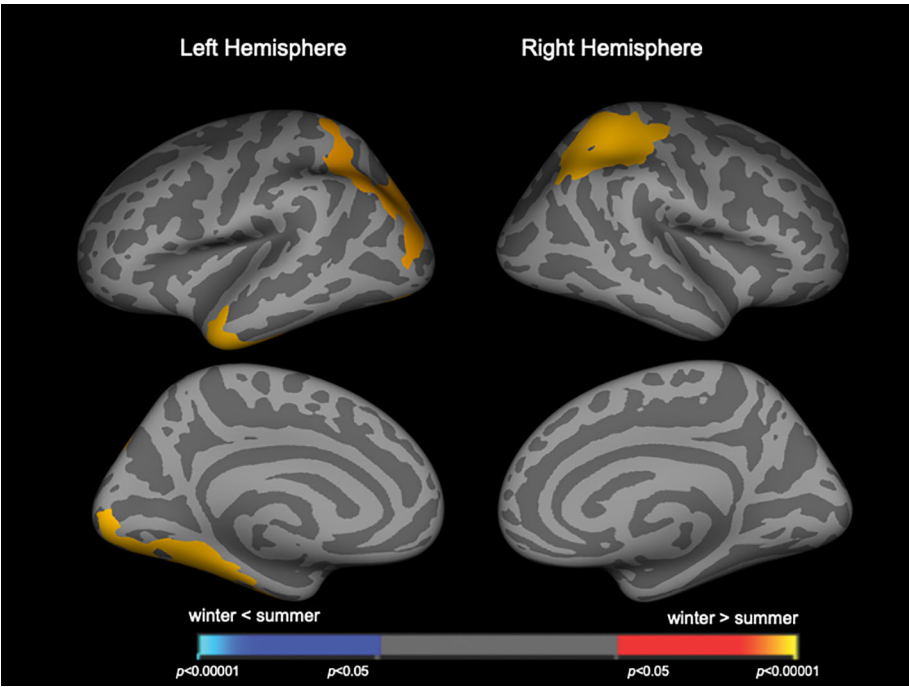 Left Hemisphere
Right Hemisphere
winter < summer
winter > summer
p<0.00001
p<0.05
p<0.05
p<0.00001